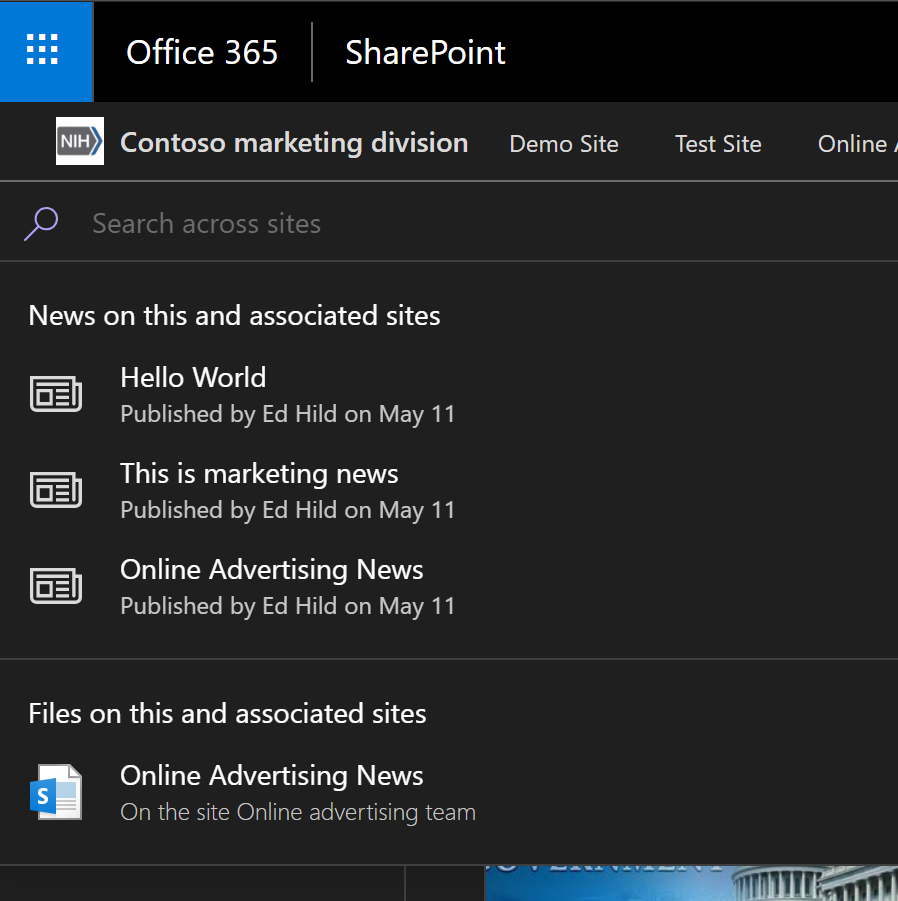 Office 365 SharePoint
NIH Contoso marketing division Demo Site Test Site Online
Search across sites
News on this and associated sites
Hello World
Published by Ed Hild on May 11
This is marketing news
Published by Ed Hild on May 11
Online Advertising News
Published by Ed Hild on May 11
Files on this and associated sites
S
Online Advertising News
On the site Online advertising team